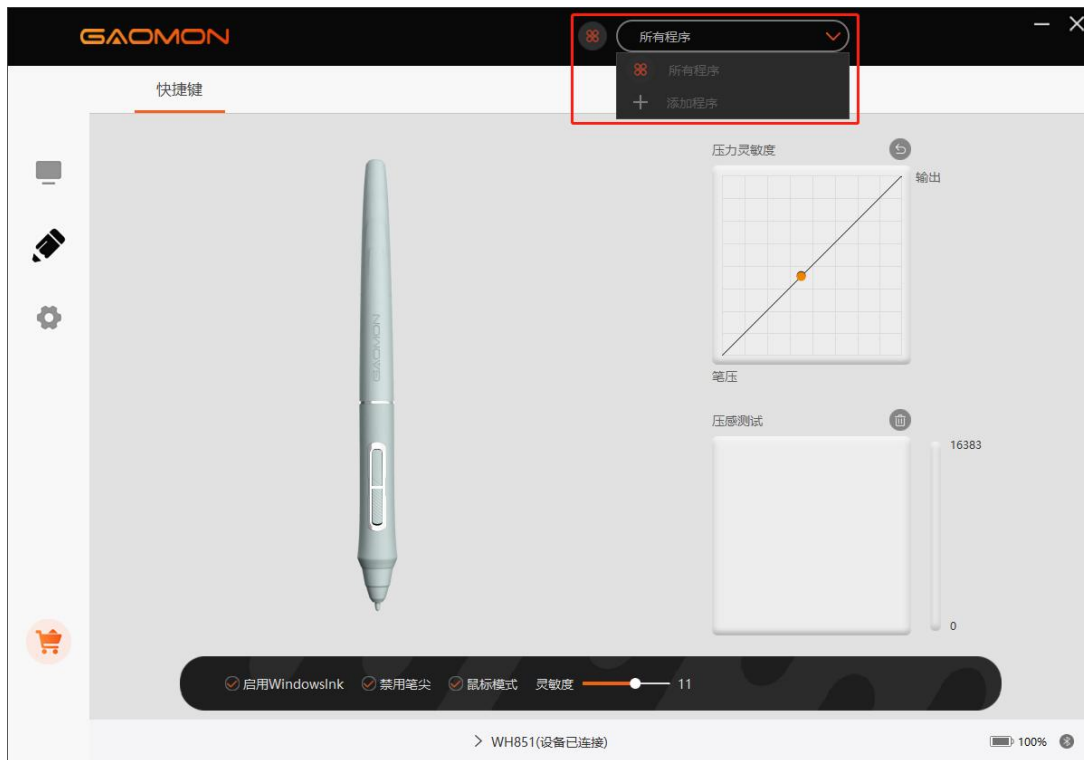 GAOMON
所有程序
所有程序
添加程序
快捷键
压力灵敏度
输出
GAOMON
笔压
压感测试
16383
0
启用WindowsInk 禁用笔尖 鼠标模式 灵敏度 11
WH851(设备已连接)
100%